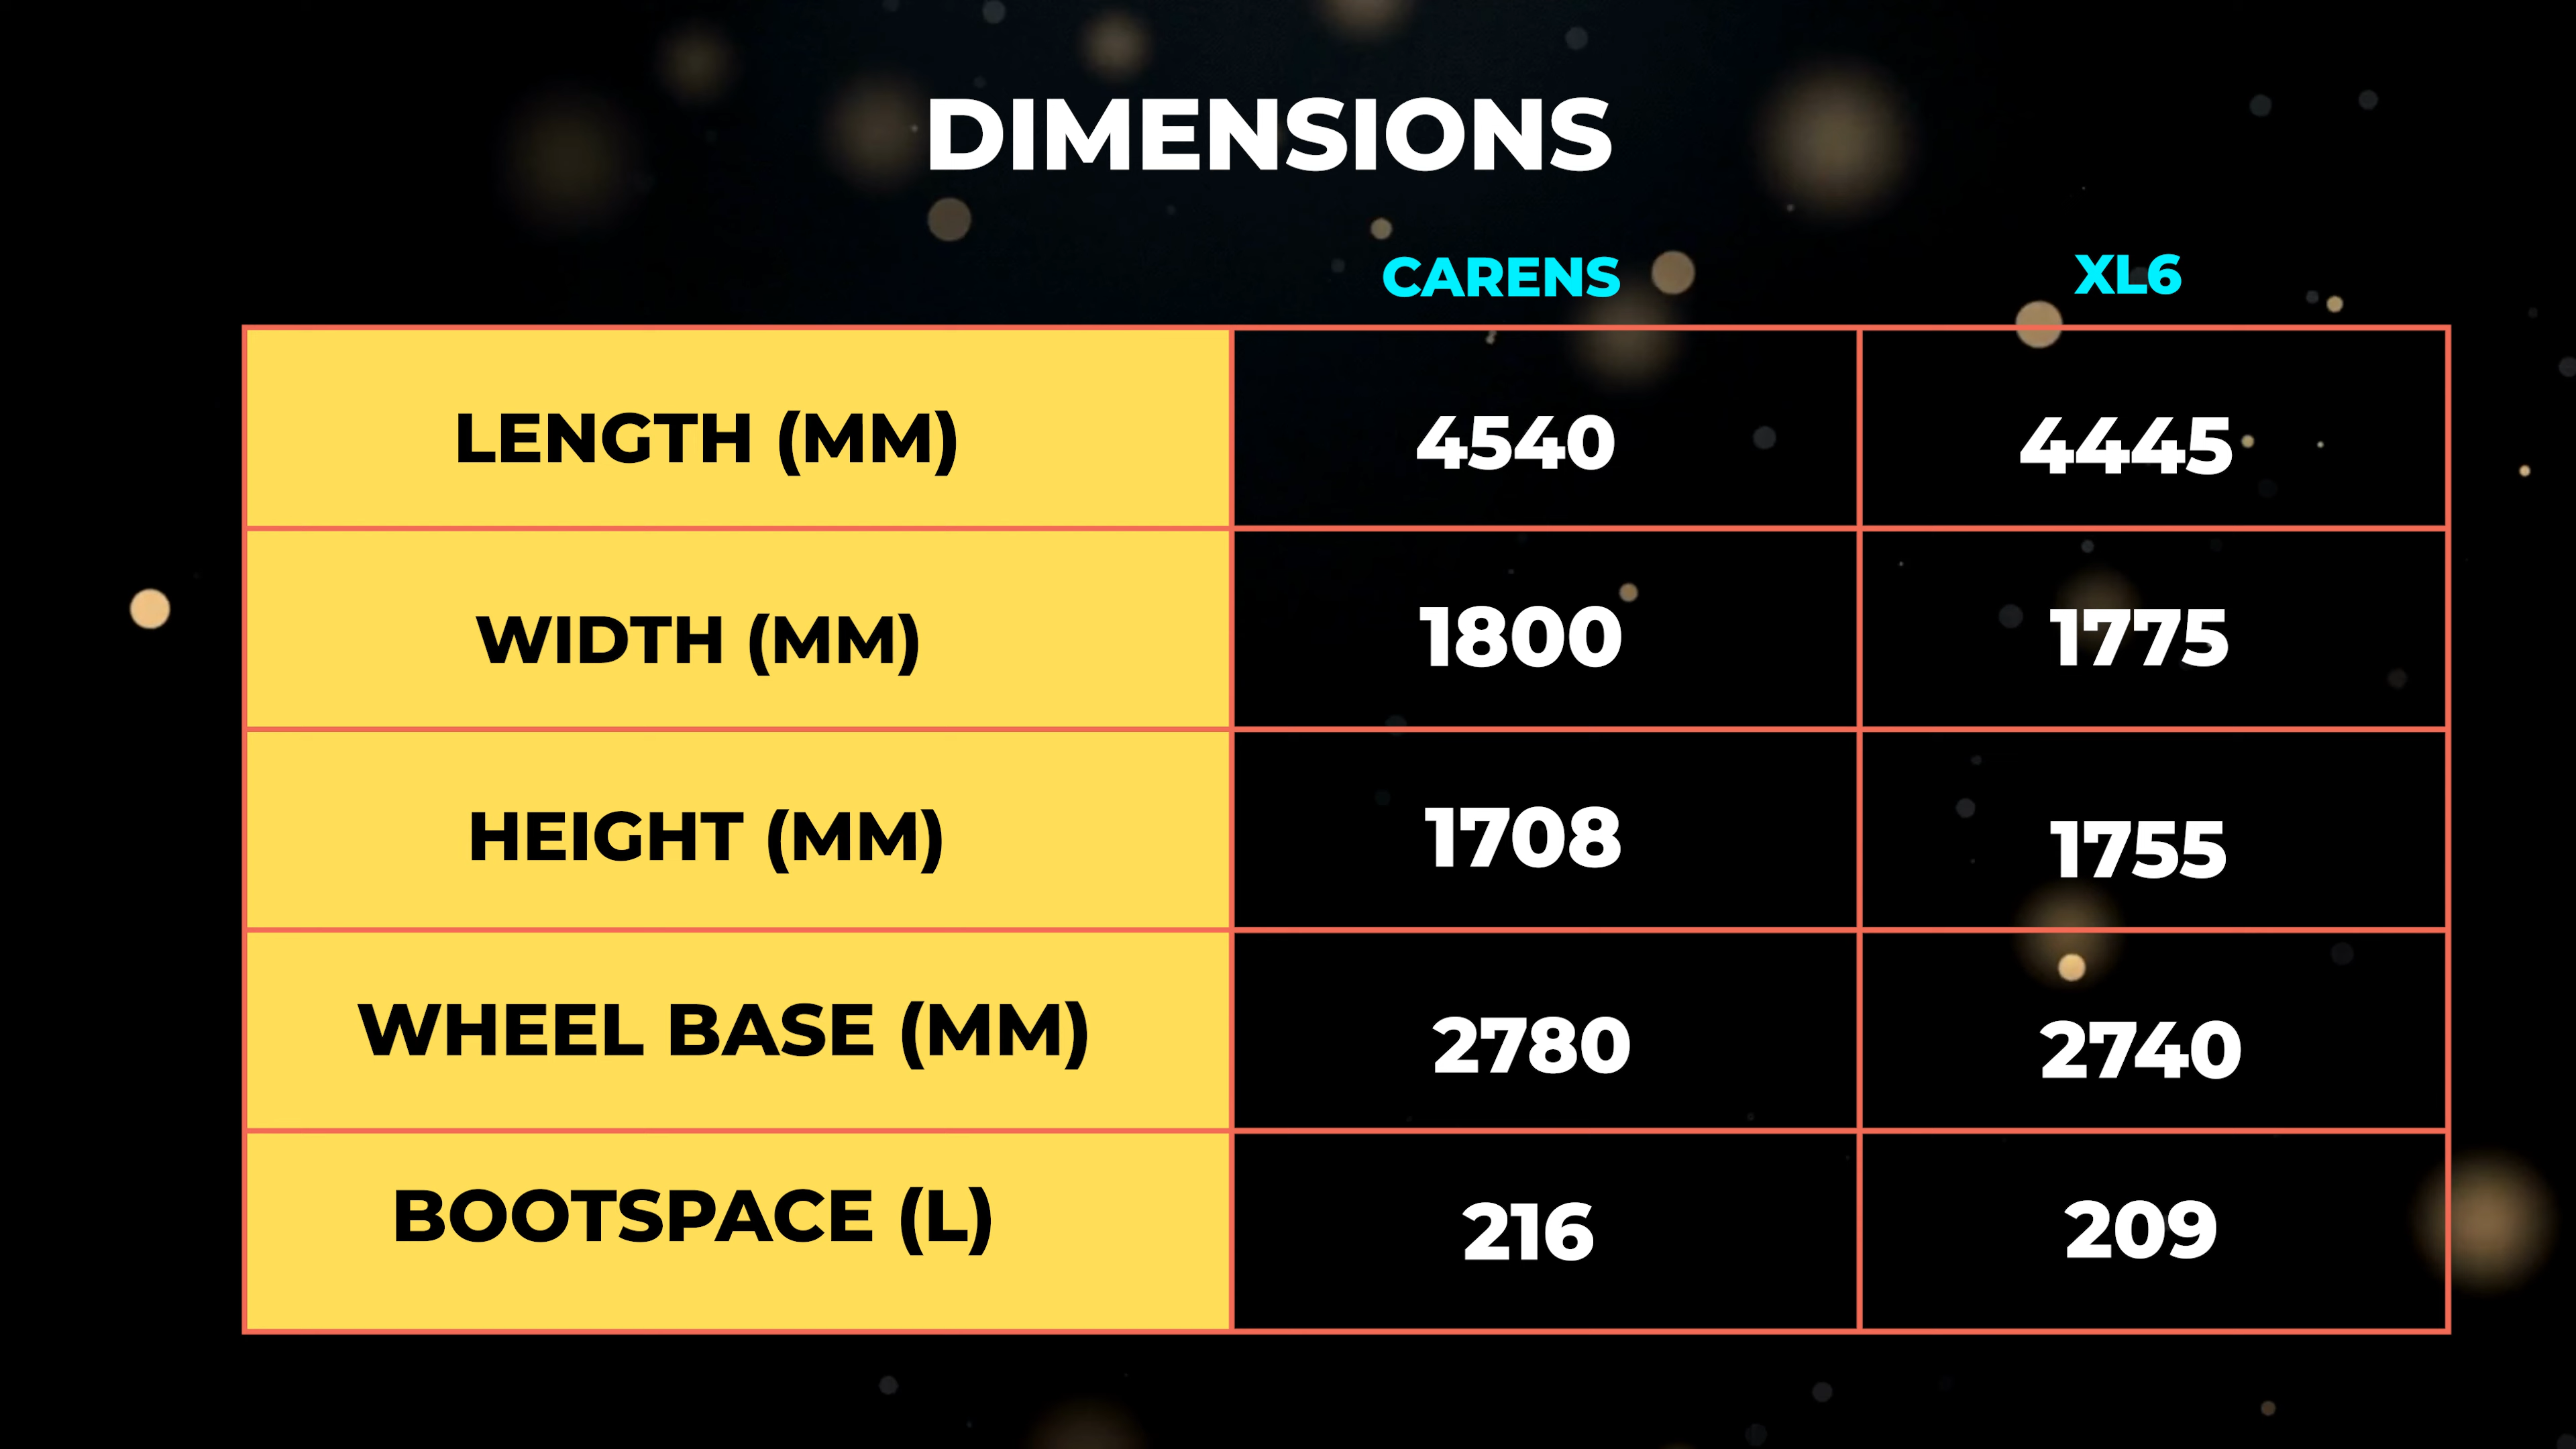 DIMENSIONS
CARENS XL6
LENGTH (MM) 4540 4445
WIDTH (MM) 1800 1775
HEIGHT (MM) 1708 1755
WHEEL BASE (MM) 2780 2740
BOOTSPACE (L) 216 209